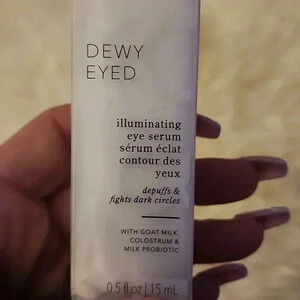 DEWY
EYED
illuminating
eye serum
sérum éclat
contour des
yeux
depuffs &
fights dark circles
WITH GOAT MILK,
COLOSTRUM &
MILK PROBIOTIC
0.5 fl oz | 15 mL